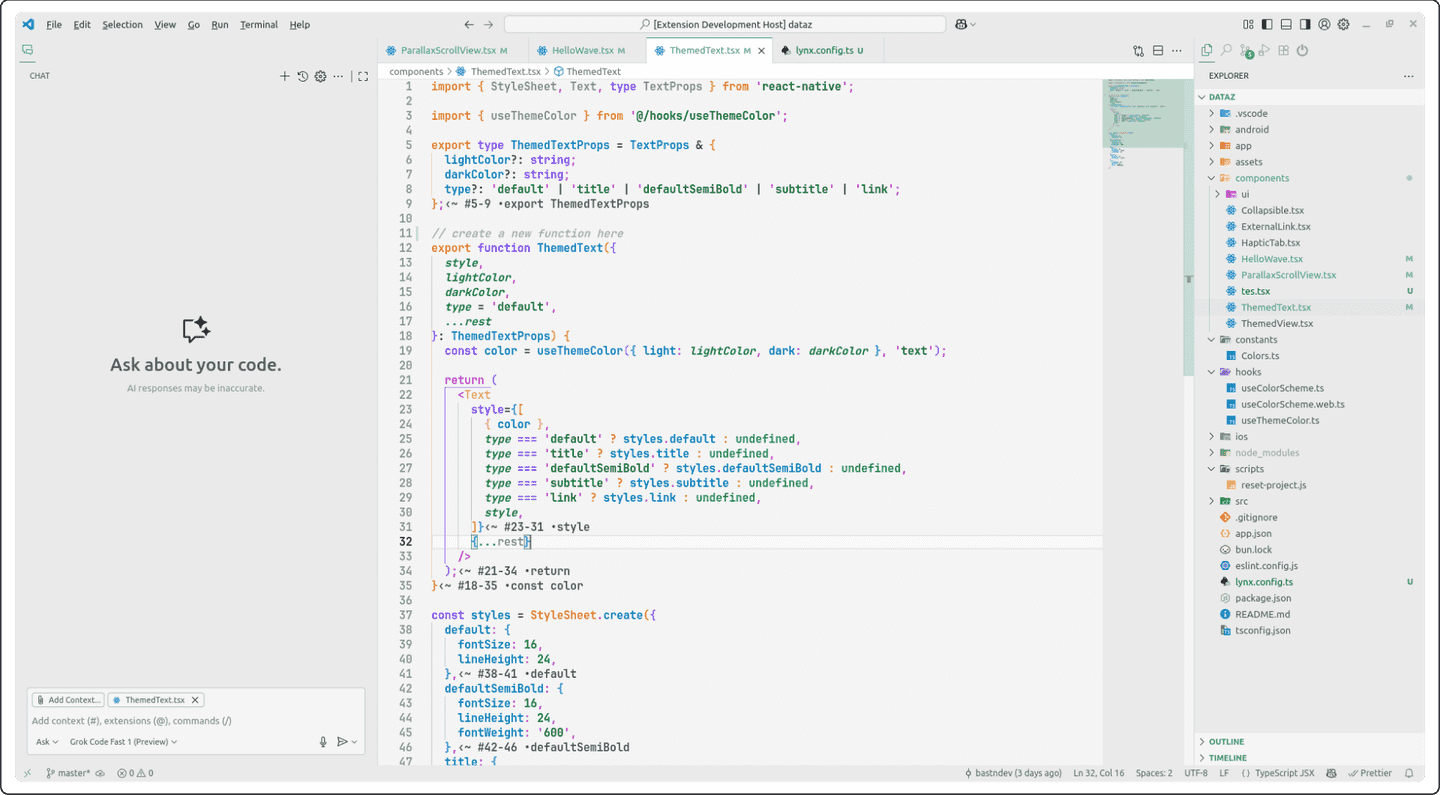 File Edit Selection View Go Run Terminal Help
[Extension Development Host] dataz
CHAT
Ask about your code.
AI responses may be inaccurate.
Add Context... ThemedText.tsx
Add context (#), extensions (@), commands (/)
Ask Grok Code Fast 1 (Preview)
ParallaxScrollView.tsx M HelloWave.tsx M ThemedText.tsx M lynx.config.ts U
components ThemedText.tsx ThemedText
1 import { StyleSheet, Text, type TextProps } from 'react-native';
2
3 import { useThemeColor } from '@/hooks/useThemeColor';
4
5 export type ThemedTextProps = TextProps & {
6 lightColor?: string;
7 darkColor?: string;
8 type?: 'default' | 'title' | 'defaultSemiBold' | 'subtitle' | 'link';
9 };‹~ #5-9 •export ThemedTextProps
10
11 // create a new function here
12 export function ThemedText({
13 style,
14 lightColor,
15 darkColor,
16 type = 'default',
17 ...rest
18 }: ThemedTextProps) {
19 const color = useThemeColor({ light: lightColor, dark: darkColor }, 'text');
20
21 return (
22 <Text
23 style={[
24 { color },
25 type === 'default' ? styles.default : undefined,
26 type === 'title' ? styles.title : undefined,
27 type === 'defaultSemiBold' ? styles.defaultSemiBold : undefined,
28 type === 'subtitle' ? styles.subtitle : undefined,
29 type === 'link' ? styles.link : undefined,
30 style,
31 ]}‹~ #23-31 •style
32 {...rest}
33 />
34 );‹~ #21-34 •return
35 }‹~ #18-35 •const color
36
37 const styles = StyleSheet.create({
38 default: {
39 fontSize: 16,
40 lineHeight: 24,
41 },‹~ #38-41 •default
42 defaultSemiBold: {
43 fontSize: 16,
44 lineHeight: 24,
45 fontWeight: '600',
46 },‹~ #42-46 •defaultSemiBold
47 title: {
EXPLORER
DATAZ
.vscode
android
app
assets
components
ui
Collapsible.tsx
ExternalLink.tsx
HapticTab.tsx
HelloWave.tsx M
ParallaxScrollView.tsx M
tes.tsx U
ThemedText.tsx M
ThemedView.tsx
constants
Colors.ts
hooks
useColorScheme.ts
useColorScheme.web.ts
useThemeColor.ts
ios
node_modules
scripts
reset-project.js
src
.gitignore
app.json
bun.lock
eslint.config.js
lynx.config.ts U
package.json
README.md
tsconfig.json
OUTLINE
TIMELINE
master* 0 0 bastndev (3 days ago) Ln 32, Col 16 Spaces: 2 UTF-8 LF TypeScript JSX Prettier